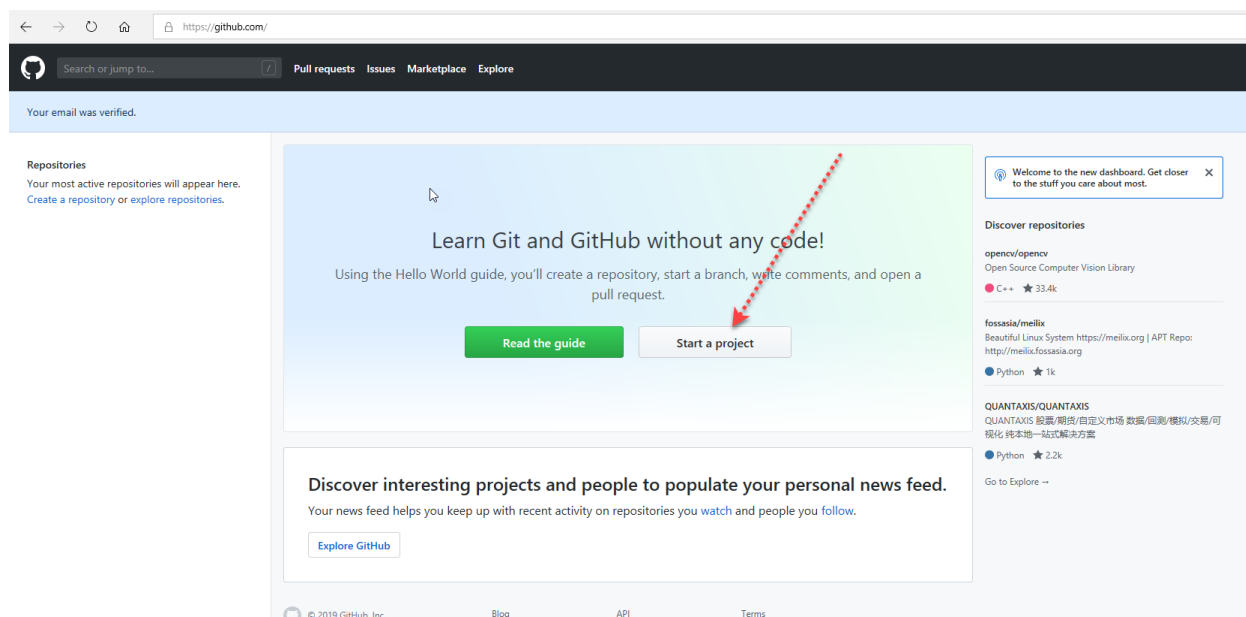 https://github.com/
Search or jump to...
/
Pull requests Issues Marketplace Explore
Your email was verified.
Repositories
Your most active repositories will appear here.
Create a repository or explore repositories.
Learn Git and GitHub without any code!
Using the Hello World guide, you'll create a repository, start a branch, write comments, and open a
pull request.
Read the guide
Start a project
Discover interesting projects and people to populate your personal news feed.
Your news feed helps you keep up with recent activity on repositories you watch and people you follow.
Explore GitHub
Welcome to the new dashboard. Get closer
to the stuff you care about most.
Discover repositories
opencv/opencv
Open Source Computer Vision Library
C++ 33.4k
fossasia/meilix
Beautiful Linux System https://meilix.org | APT Repo:
http://meilix.fossasia.org
Python 1k
QUANTAXIS/QUANTAXIS
QUANTAXIS 股票/期货/自定义市场 数据/回测/模拟/交易/可
视化 纯本地一站式解决方案
Python 2.2k
Go to Explore →
© 2019 GitHub, Inc.
Blog
API
Terms